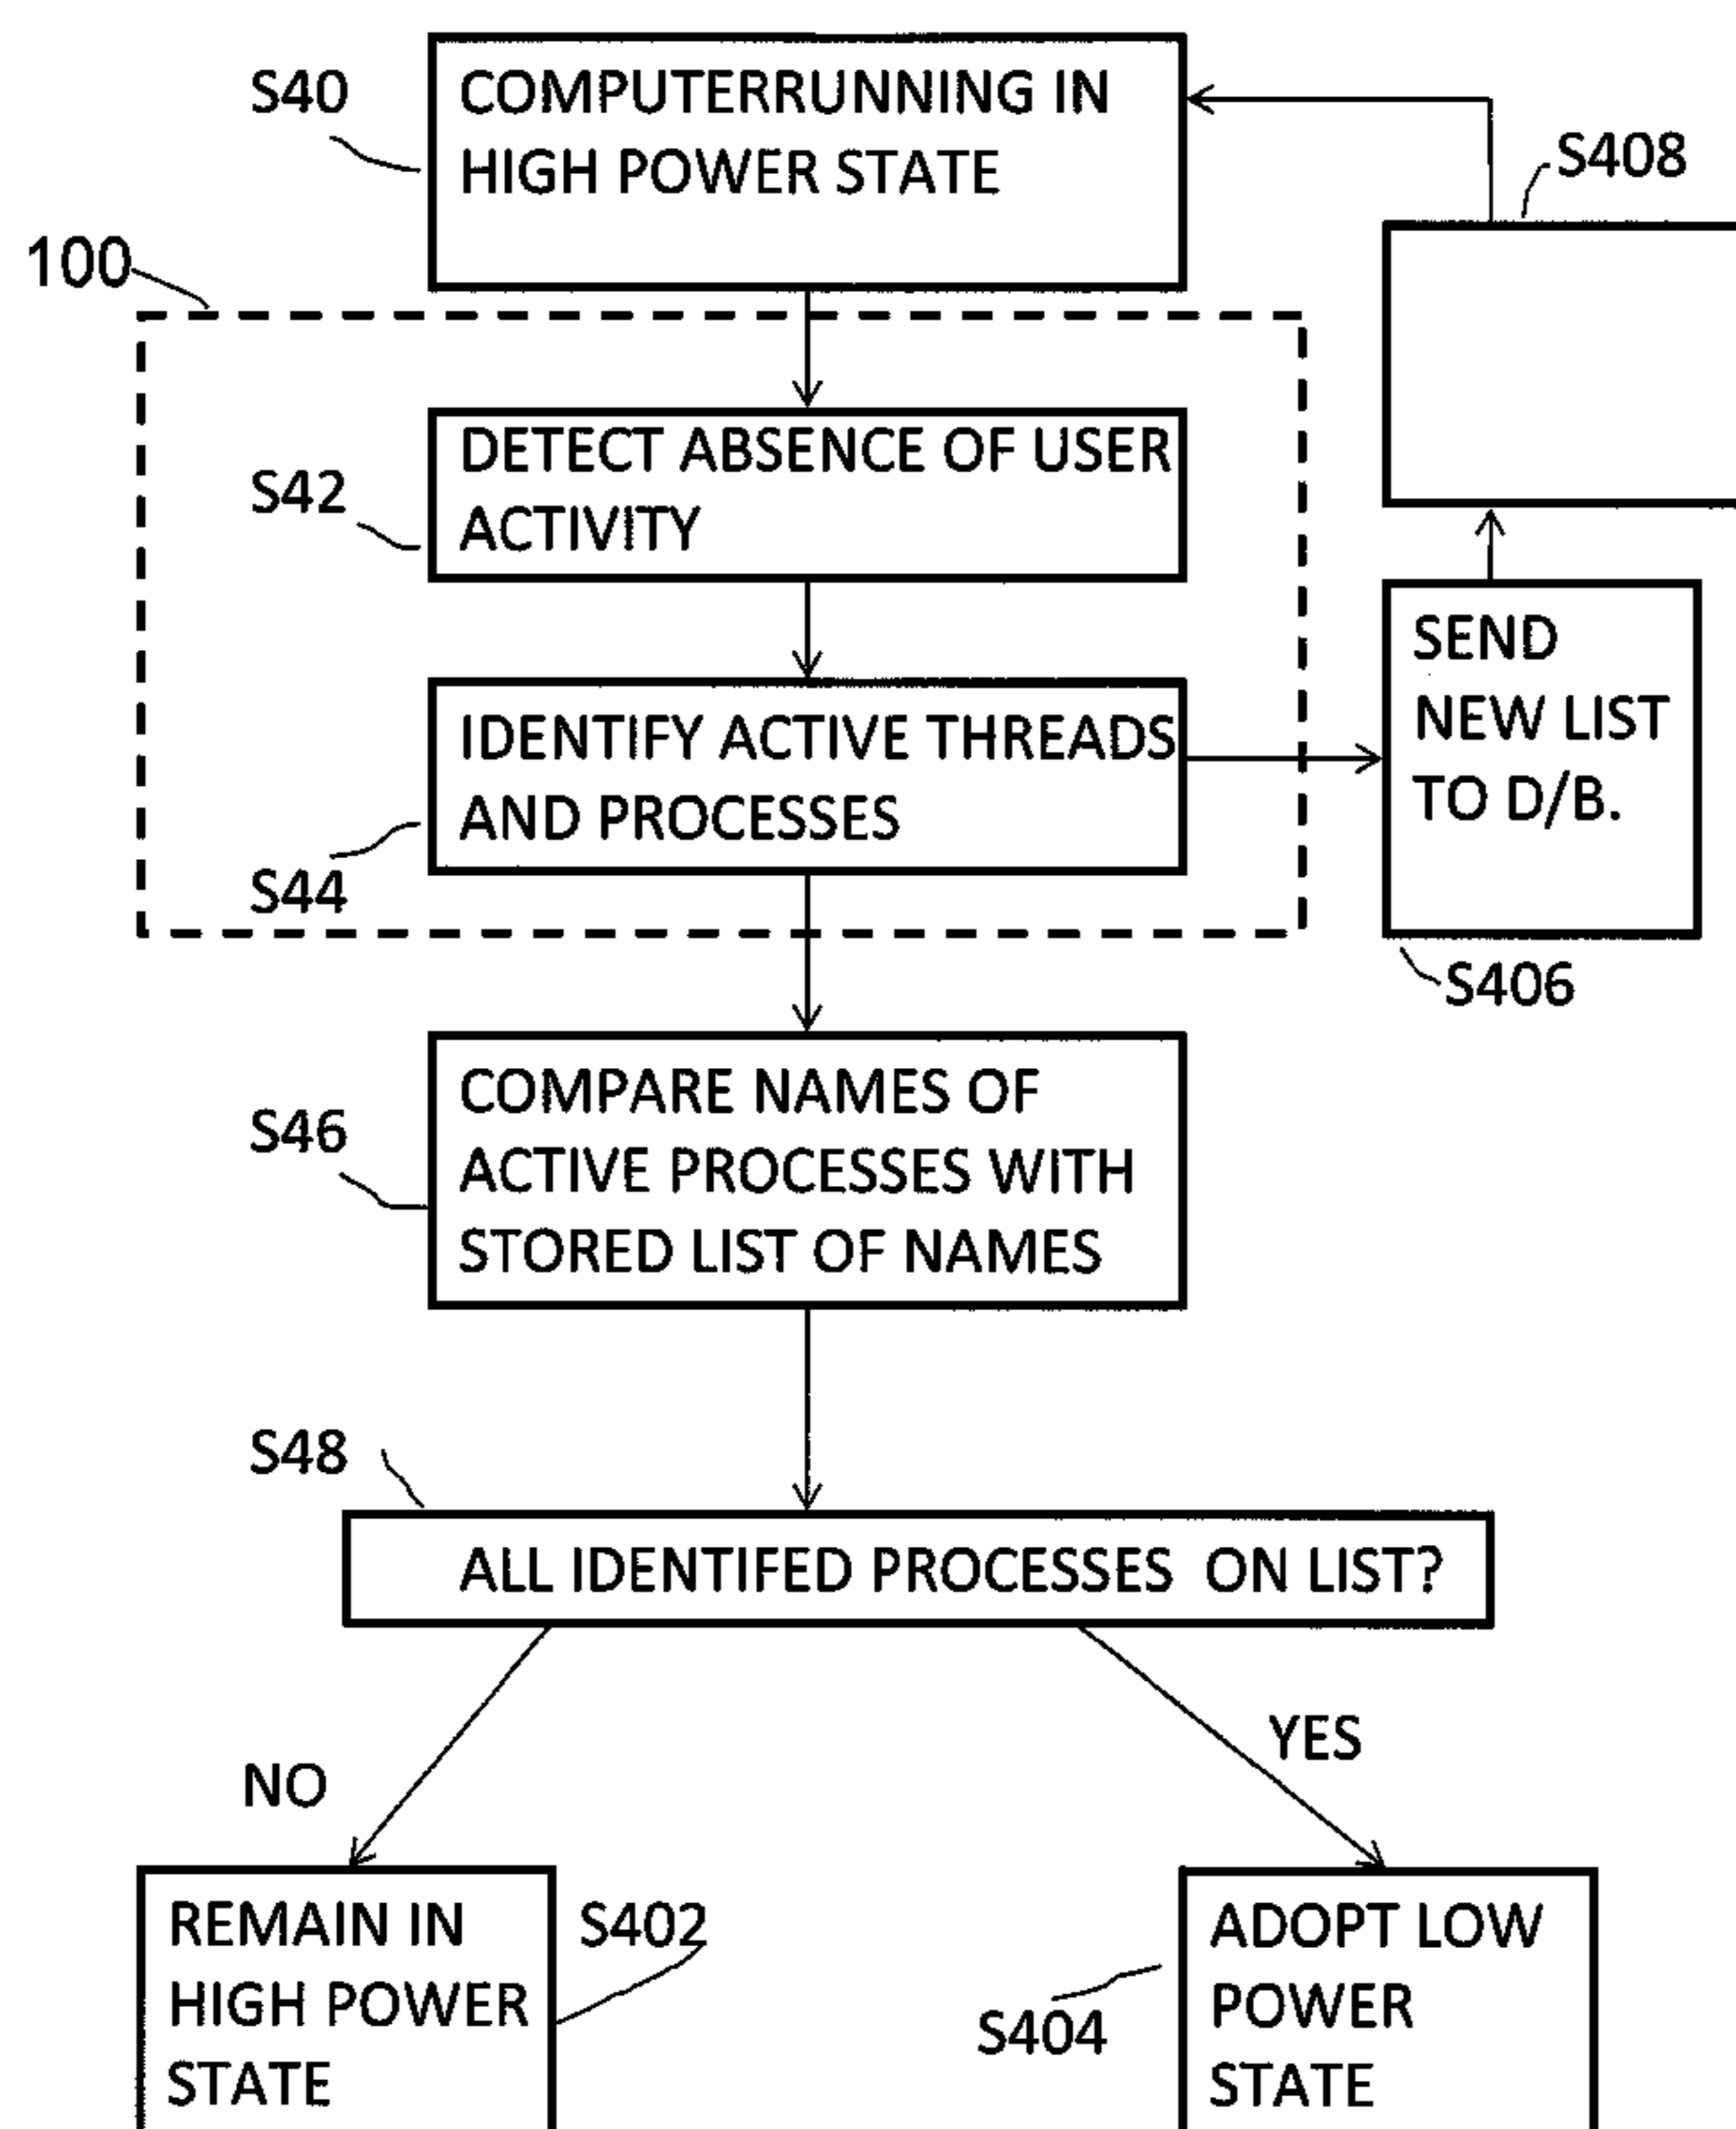 S40
COMPUTERRUNNING IN
HIGH POWER STATE
S408
100
S42
DETECT ABSENCE OF USER
ACTIVITY
S44
IDENTIFY ACTIVE THREADS
AND PROCESSES
SEND
NEW LIST
TO D/B.
S406
S46
COMPARE NAMES OF
ACTIVE PROCESSES WITH
STORED LIST OF NAMES
S48
ALL IDENTIFED PROCESSES ON LIST?
NO
YES
REMAIN IN
HIGH POWER
STATE
S402
S404
ADOPT LOW
POWER
STATE